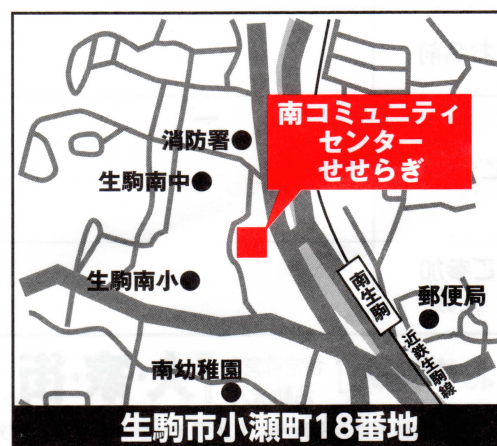 南コミュニティ
センター
せせらぎ
消防署
生駒南中
生駒南小
南生駒
郵便局
近鉄生駒線
南幼稚園
生駒市小瀬町18番地